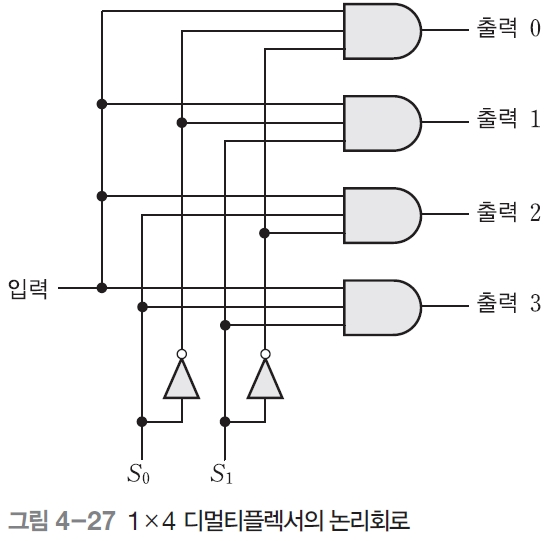 출력 0
출력 1
출력 2
입력
출력 3
S₀
S₁
그림 4-27 1×4 디멀티플렉서의 논리회로